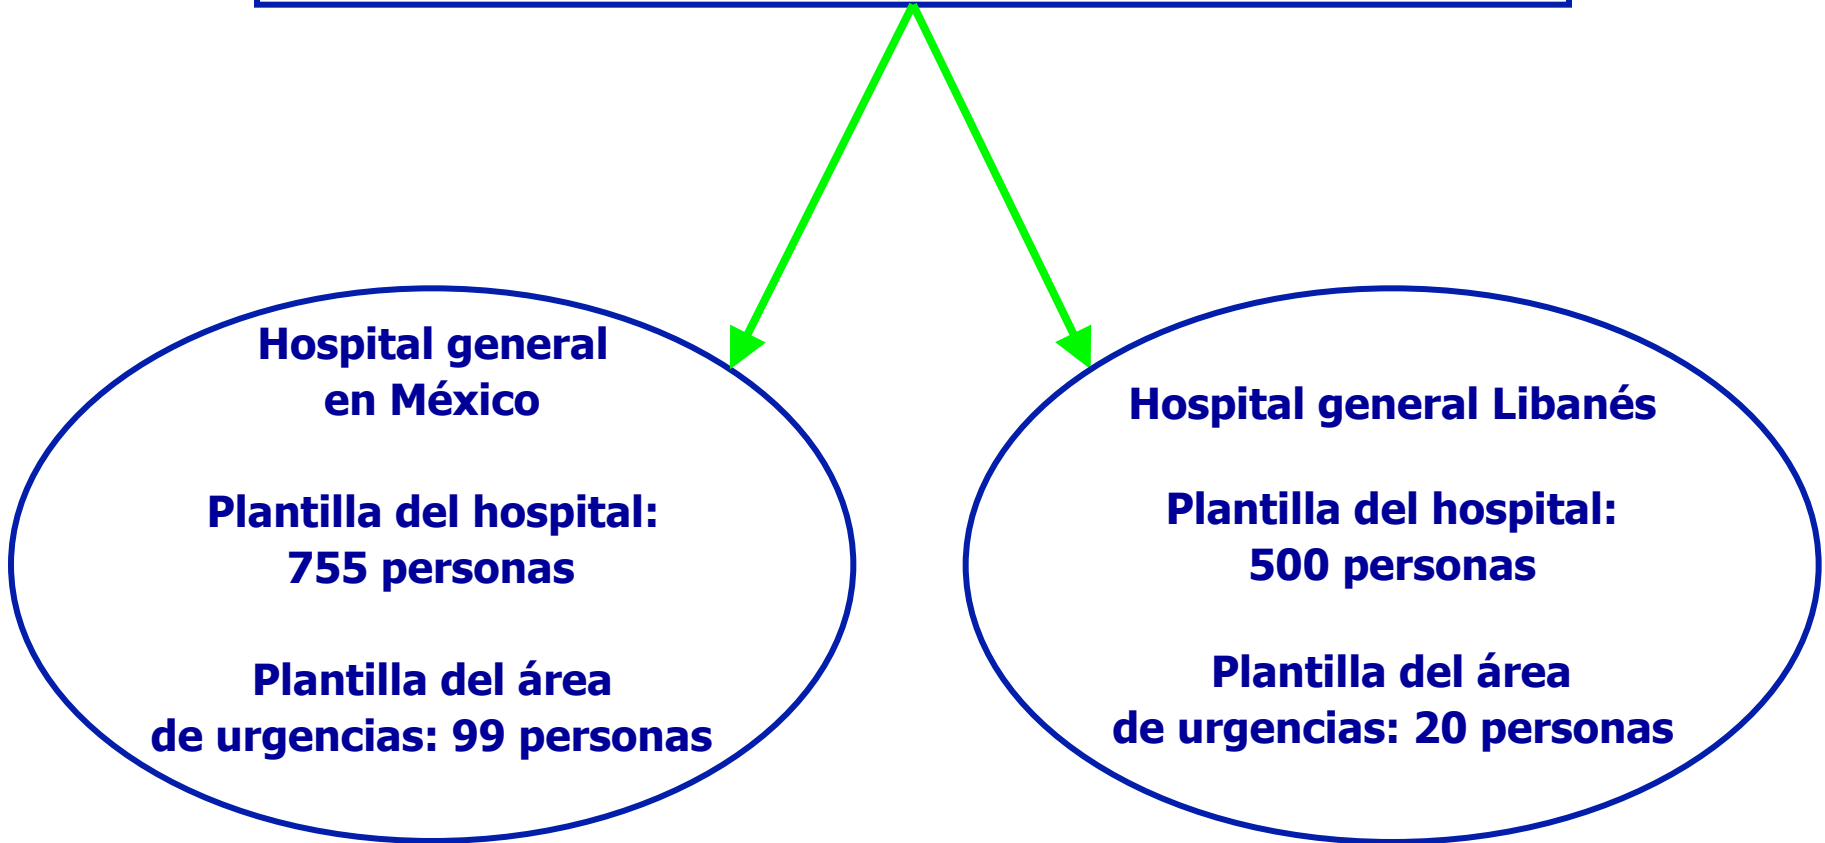 Hospital general
en México
Plantilla del hospital:
755 personas
Plantilla del área
de urgencias: 99 personas
Hospital general Libanés
Plantilla del hospital:
500 personas
Plantilla del área
de urgencias: 20 personas